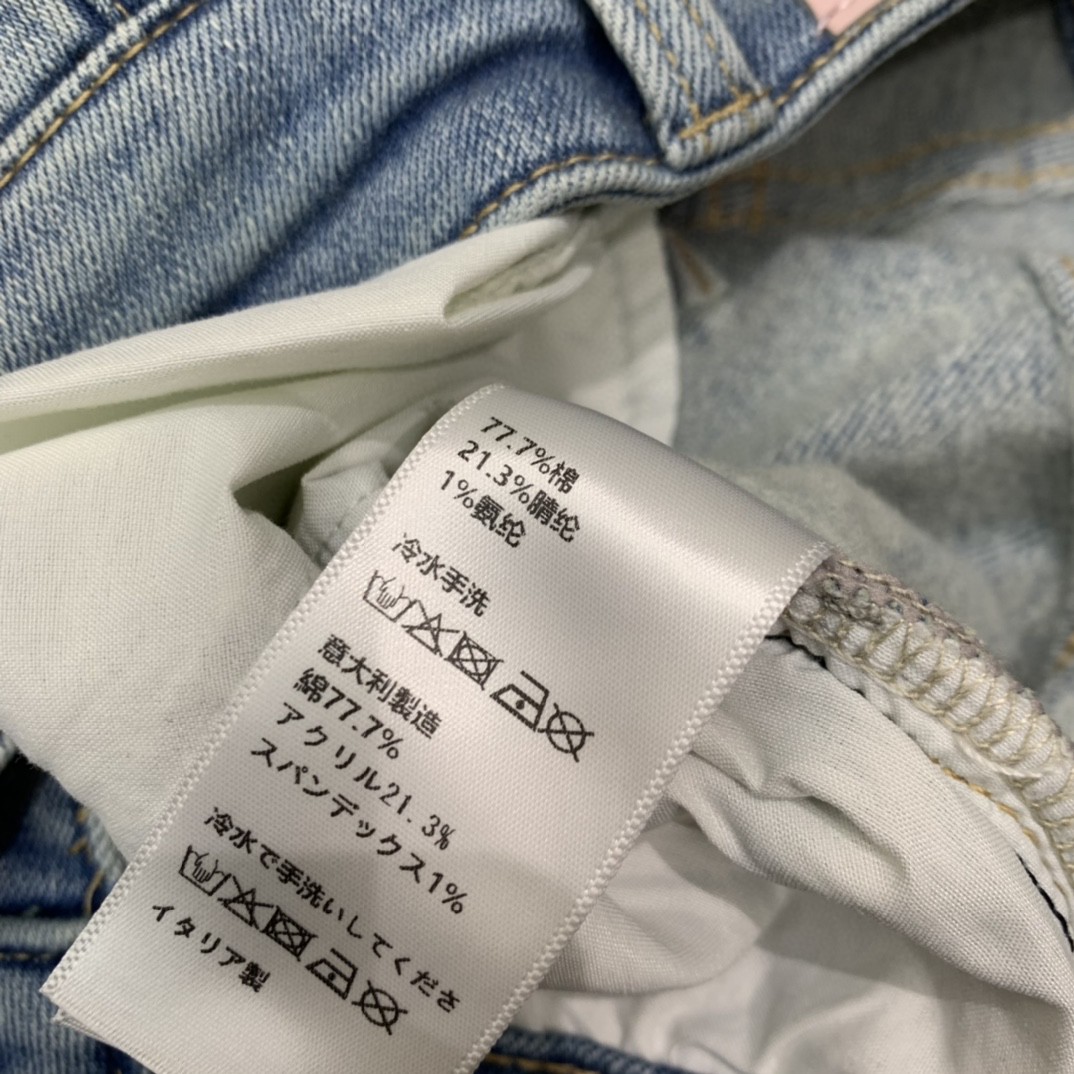 77.7%棉
21.3%腈纶
1%氨纶
冷水手洗
意大利製造
綿77.7%
アクリル21.3%
スパンデックス1%
冷水で手洗いしてくださ
イタリア製